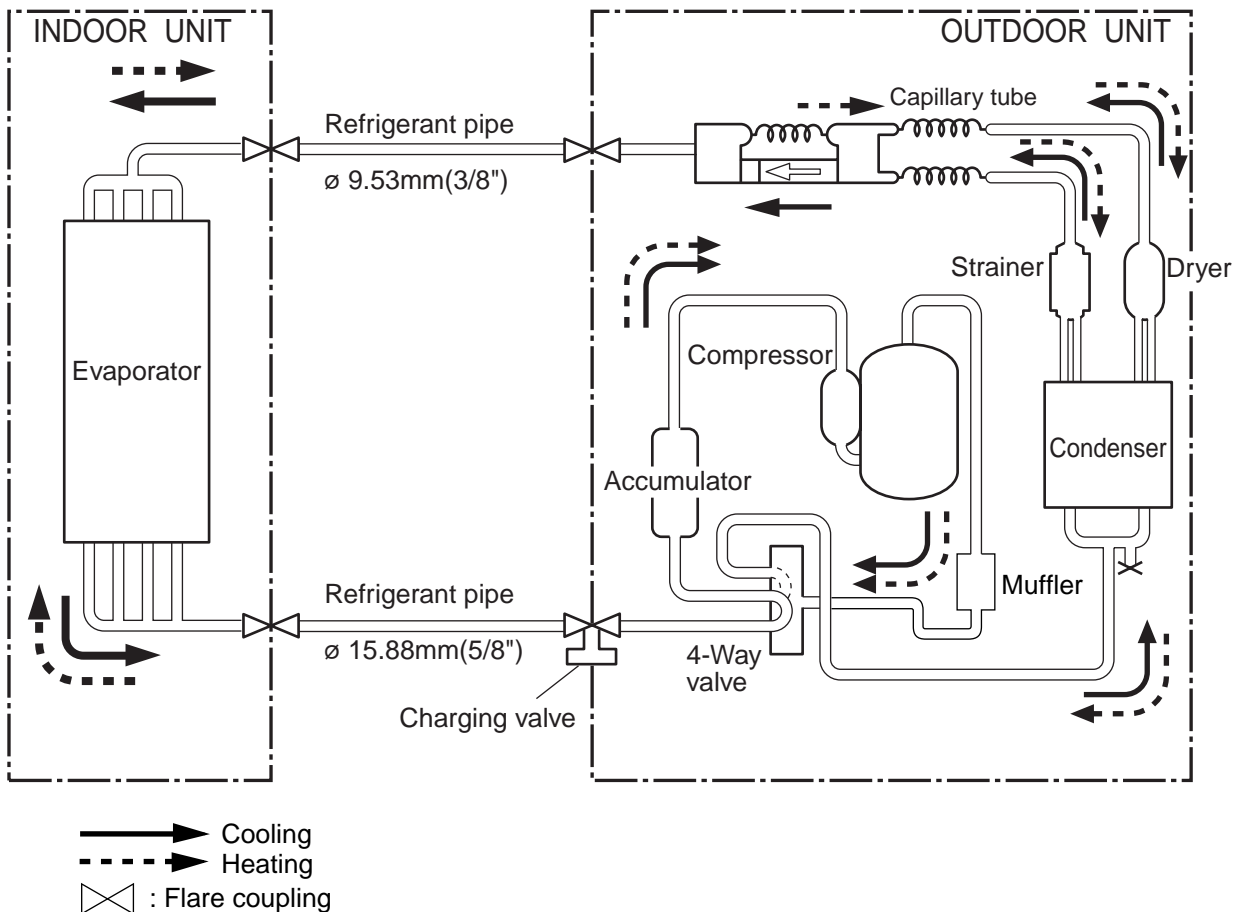 INDOOR UNIT
OUTDOOR UNIT
Capillary tube
Refrigerant pipe
ø 9.53mm(3/8")
Strainer
Dryer
Compressor
Evaporator
Condenser
Accumulator
Refrigerant pipe
Muffler
ø 15.88mm(5/8")
4-Way
valve
Charging valve
Cooling
Heating
: Flare coupling